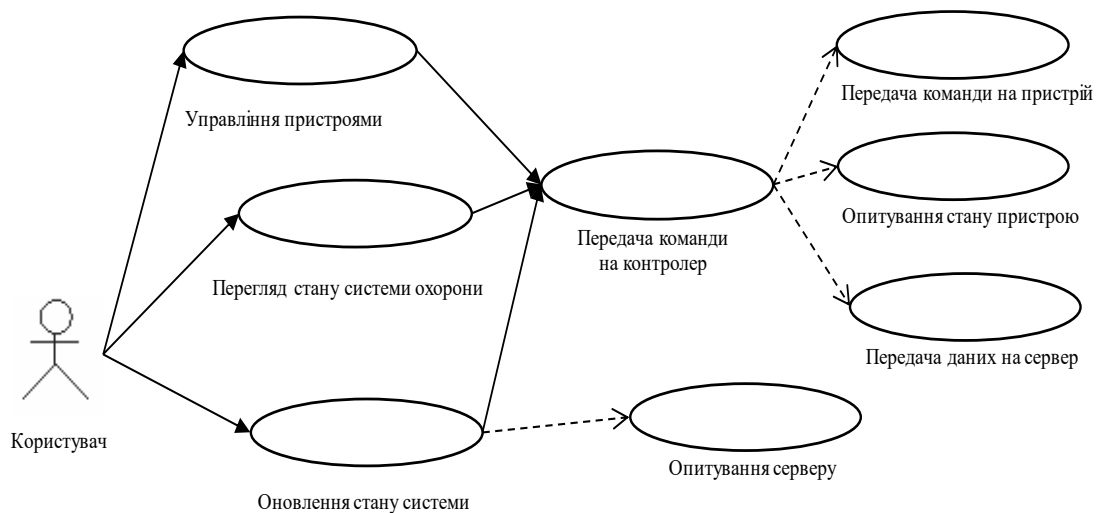 Управління пристроями
Перегляд стану системи охорони
Користувач
Оновлення стану системи
Передача команди
на контролер
Опитування серверу
Передача команди на пристрій
Опитування стану пристрою
Передача даних на сервер